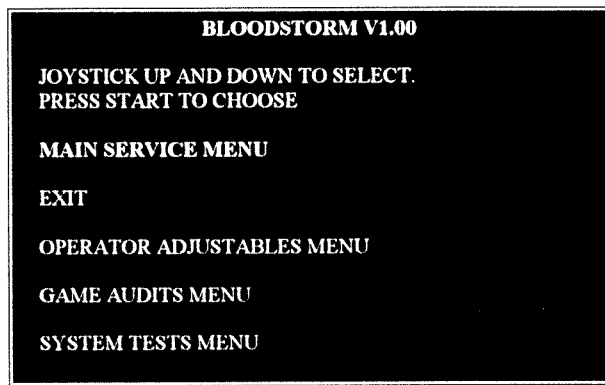 BLOODSTORM V1.00
JOYSTICK UP AND DOWN TO SELECT.
PRESS START TO CHOOSE
MAIN SERVICE MENU
EXIT
OPERATOR ADJUSTABLES MENU
GAME AUDITS MENU
SYSTEM TESTS MENU